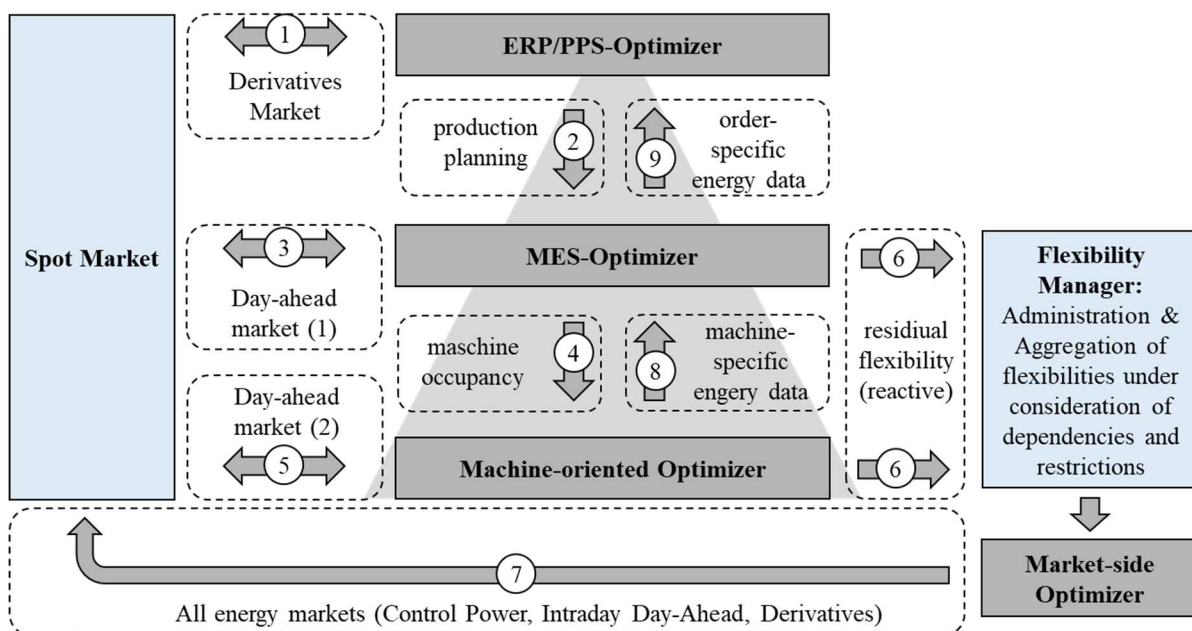 Spot Market
1
Derivatives
Market
ERP/PPS-Optimizer
production
planning
2
9
order-
specific
energy data
3
Day-ahead
market (1)
MES-Optimizer
maschine
occupancy
4
8
machine-
specific
engery data
Day-ahead
market (2)
5
Machine-oriented Optimizer
6
residiual
flexibility
(reactive)
6
Flexibility
Manager:
Administration &
Aggregation of
flexibilities under
consideration of
dependencies and
restrictions
Market-side
Optimizer
7
All energy markets (Control Power, Intraday Day-Ahead, Derivatives)